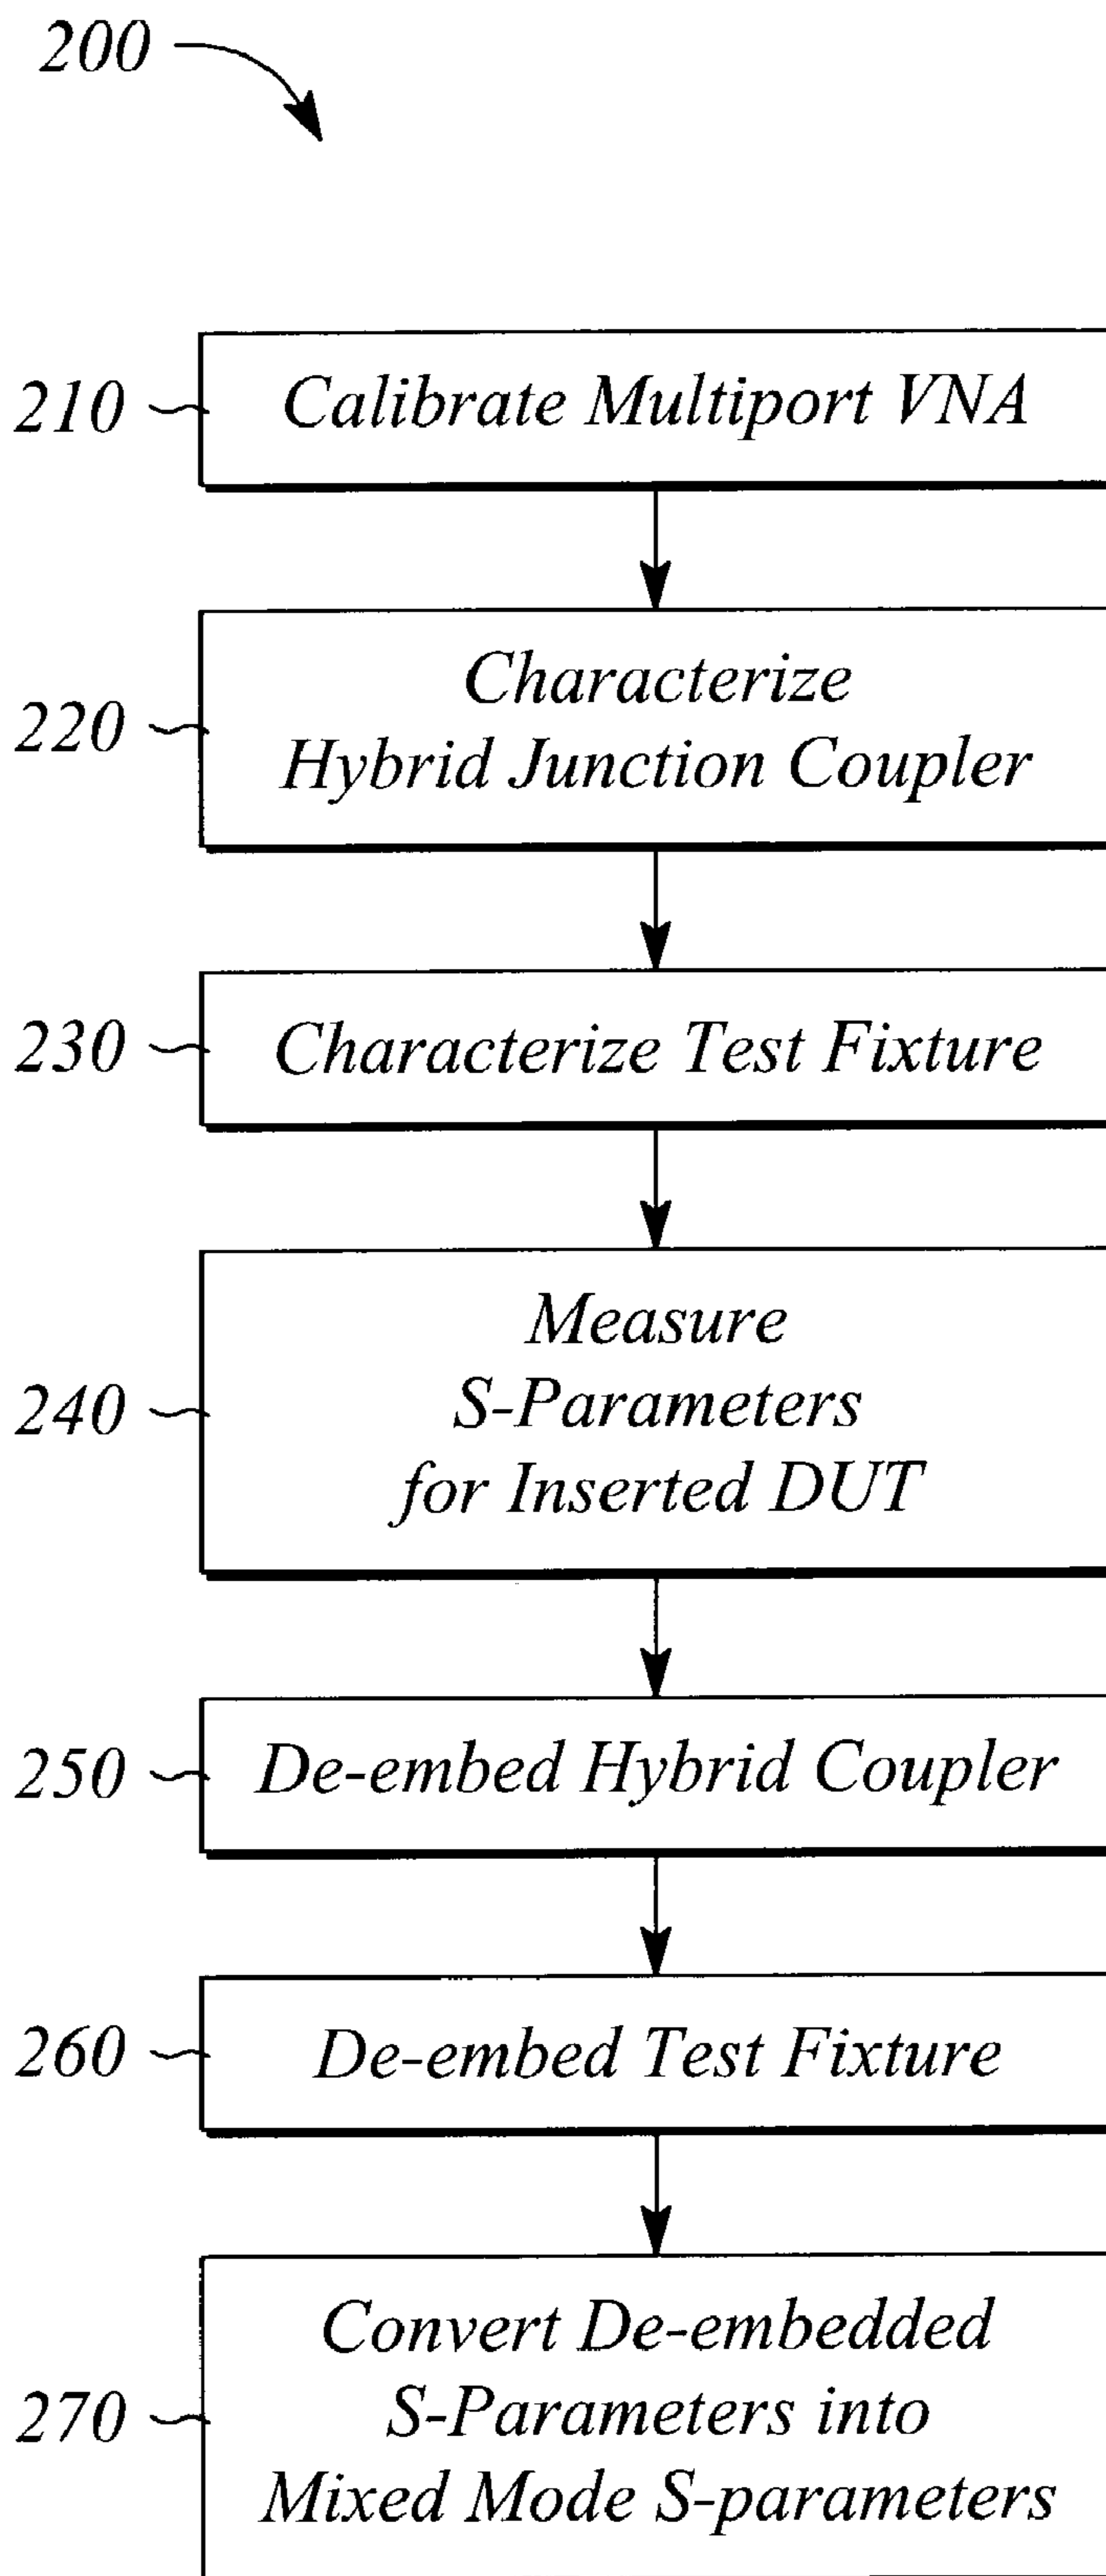 200
210
Calibrate Multiport VNA
220
Characterize
Hybrid Junction Coupler
230
Characterize Test Fixture
240
Measure
S-Parameters
for Inserted DUT
250
De-embed Hybrid Coupler
260
De-embed Test Fixture
270
Convert De-embedded
S-Parameters into
Mixed Mode S-parameters